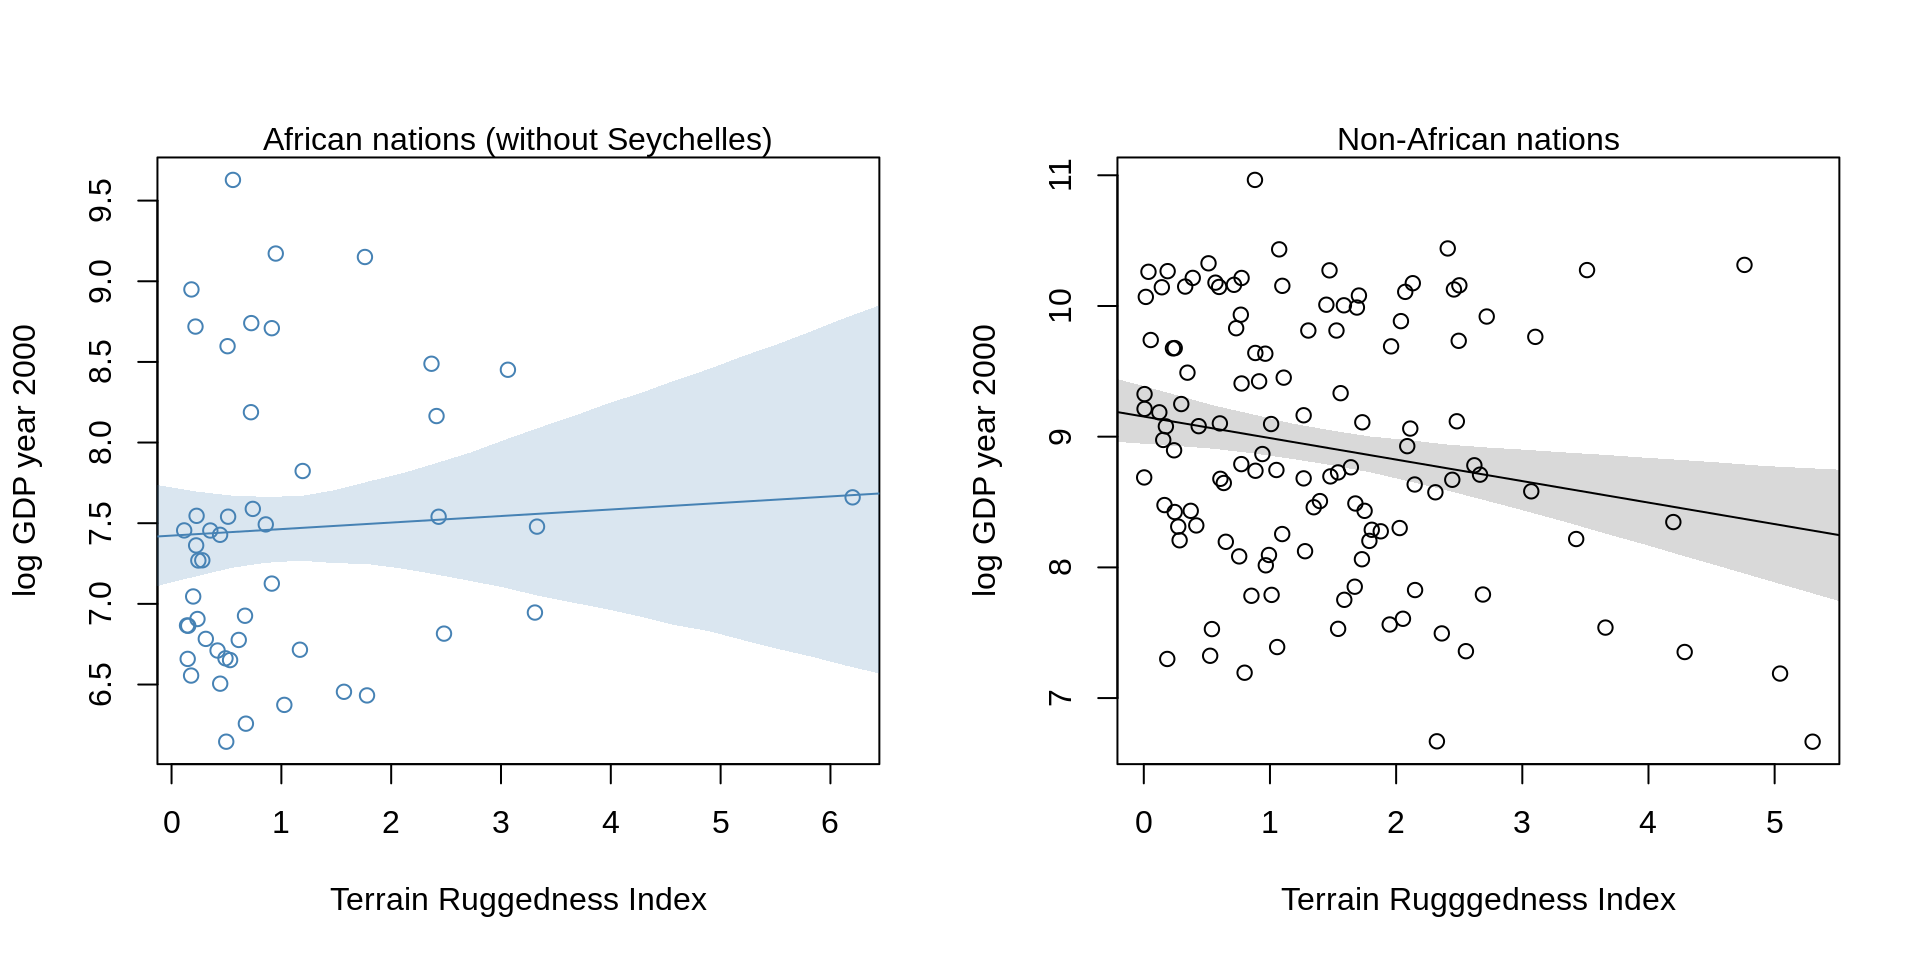 African nations (without Seychelles)
log GDP year 2000
9.5
9.0
8.5
8.0
7.5
7.0
6.5
0 1 2 3 4 5 6
Terrain Ruggedness Index
Non-African nations
log GDP year 2000
11
10
9
8
7
0 1 2 3 4 5
Terrain Rugggedness Index